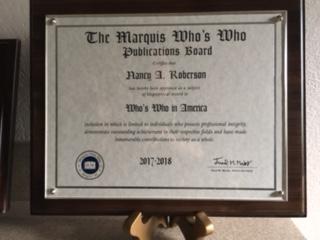 The Marquis Who's Who
Publications Board
Certifies that
Nancy A. Roberson
has hereby been approved as a subject
of biographical record in
Who's Who in America
inclusion in which is limited to individuals who possess professional integrity,
demonstrate outstanding achievement in their respective fields and have made
innumerable contributions to society as a whole.
2017-2018